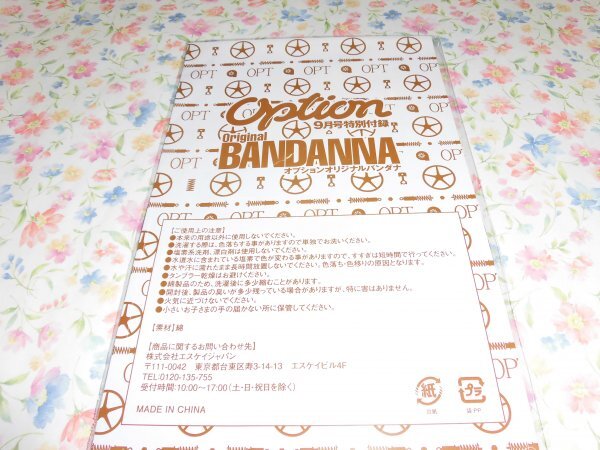 OPT OPT OPT
option
9月号特別付録
Original
BANDANNA
オプションオリジナルバンダナ
OPT
OPT
【ご使用上の注意】
●本来の用途以外に使用しないでください。
●洗濯する際は、色落ちする事がありますので単独でお洗いください。
●塩素系洗剤、漂白剤は使用しないでください。
●水道水に含まれている塩素で色が変わる事がありますので、すすぎは短時間で行ってください。
●水や汗に濡れたまま長時間放置しないでください。色落ち・色移りの原因となります。
●タンブラー乾燥はお避けください。
●綿製品のため、洗濯後に多少縮むことがあります。
●開封後、製品の臭いが多少残っている場合がありますが、特に害はありません。
●火気に近づけないでください。
●小さいお子さまの手の届かない所に保管してください。
【素材】綿
【商品に関するお問い合わせ先】
株式会社エスケイジャパン
〒111-0042 東京都台東区寿3-14-13 エスケイビル4F
TEL:0120-135-755
受付時間:10:00〜17:00（土・日・祝日を除く）
MADE IN CHINA
紙
台紙
プラ
袋:PP